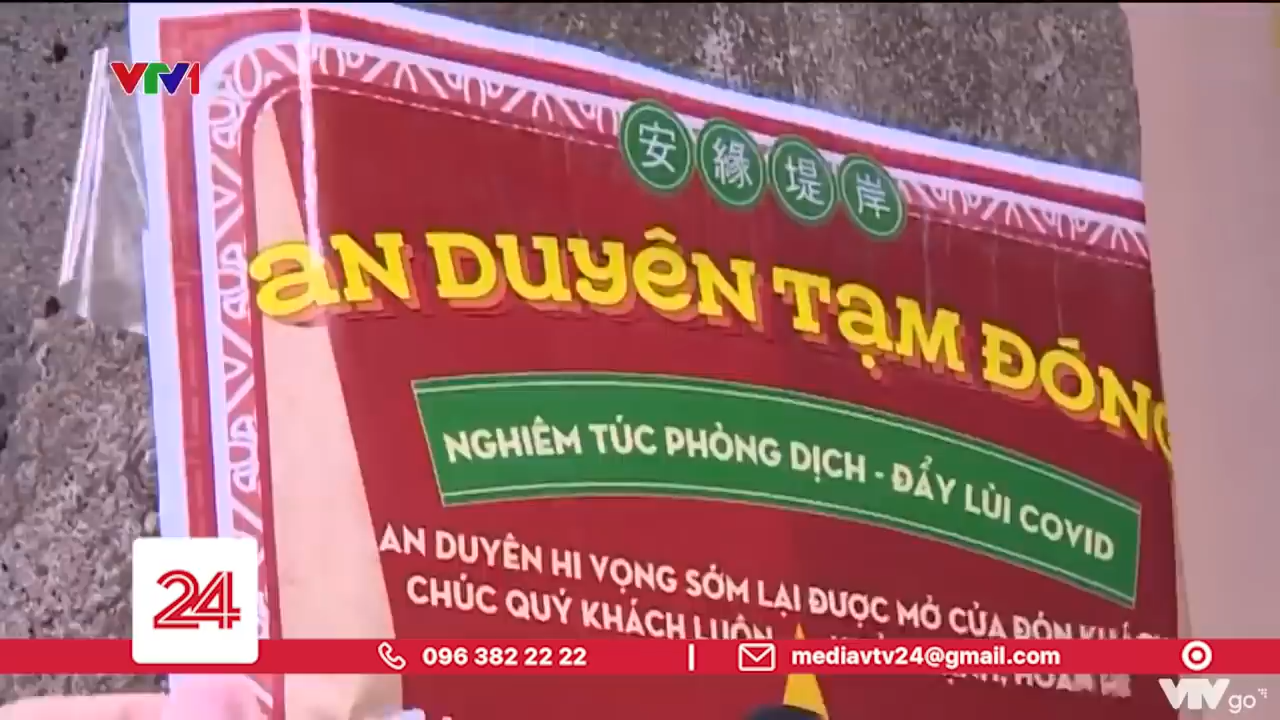 VTV1
安緣堤岸
AN DUYÊN TẠM ĐÓNG
NGHIÊM TÚC PHÒNG DỊCH - ĐẨY LÙI COVID
AN DUYÊN HI VỌNG SỚM LẠI ĐƯỢC MỞ CỬA ĐÓN KHÁCH
CHÚC QUÝ KHÁCH LUÔN
24
096 382 22 22 | mediavtv24@gmail.com
VTV go